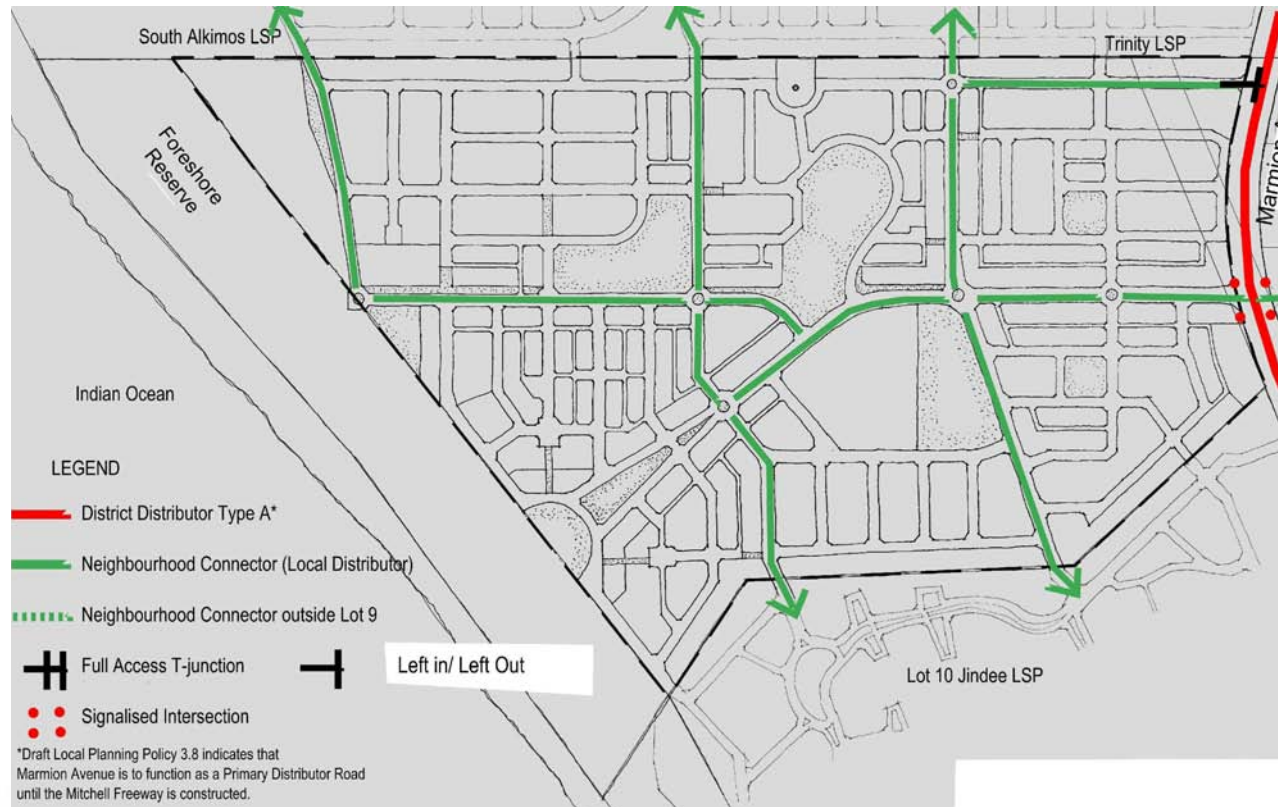 South Alkimos LSP
Trinity LSP
Foreshore
Reserve
Marmion
Indian Ocean
LEGEND
District Distributor Type A*
Neighbourhood Connector (Local Distributor)
Neighbourhood Connector outside Lot 9
Full Access T-junction
Left in/ Left Out
Signalised Intersection
Lot 10 Jindee LSP
*Draft Local Planning Policy 3.8 indicates that
Marmion Avenue is to function as a Primary Distributor Road
until the Mitchell Freeway is constructed.